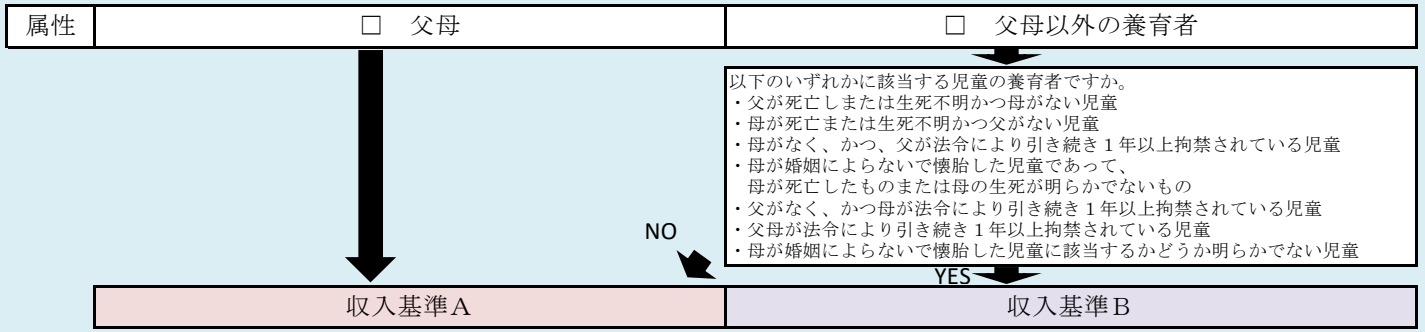 属性
□ 父母
□ 父母以外の養育者
以下のいずれかに該当する児童の養育者ですか。
・父が死亡しまたは生死不明かつ母がない児童
・母が死亡または生死不明かつ父がない児童
・母がなく、かつ、父が法令により引き続き１年以上拘禁されている児童
・母が婚姻によらないで懐胎した児童であって、
母が死亡したものまたは母の生死が明らかでないもの
・父がなく、かつ母が法令により引き続き１年以上拘禁されている児童
・父母が法令により引き続き１年以上拘禁されている児童
・母が婚姻によらないで懐胎した児童に該当するかどうか明らかでない児童
NO
YES
収入基準Ａ
収入基準Ｂ